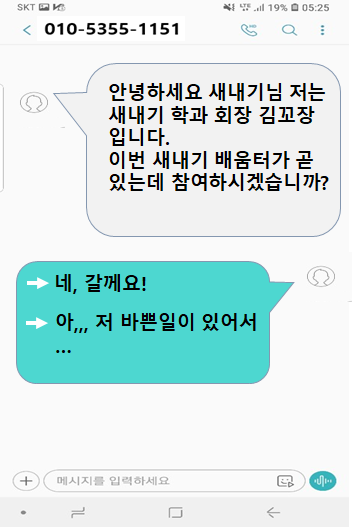 SKT 19% 05:25
010-5355-1151
안녕하세요 새내기님 저는
새내기 학과 회장 김꼬장
입니다.
이번 새내기 배움터가 곧
있는데 참여하시겠습니까?
네, 갈께요!
아,,, 저 바쁜일이 있어서
...
메시지를 입력하세요